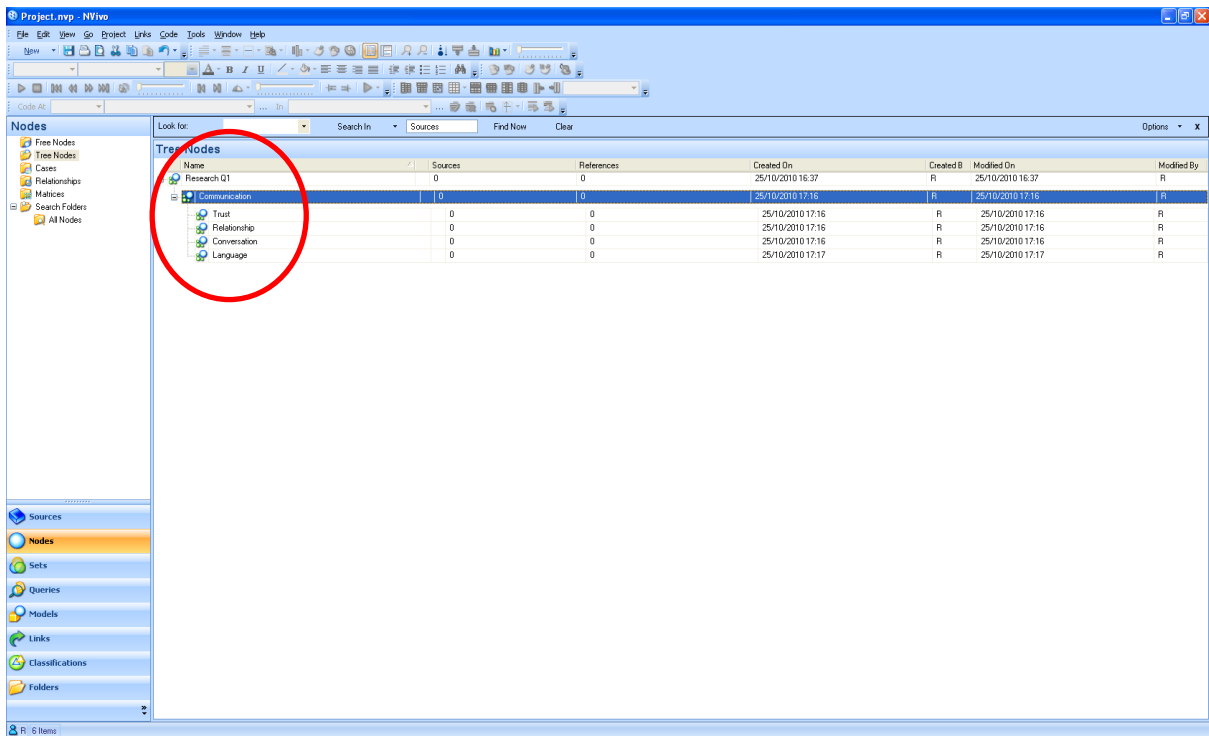 Project.nvp - NVivo
File Edit View Go Project Links Code Tools Window Help
New
A B I U
Code At In
Nodes
Look for: Search In Sources Find Now Clear Options x
Free Nodes
Tree Nodes
Cases
Relationships
Matrices
Search Folders
All Nodes
Tree Nodes
Name Sources References Created On Created B Modified On Modified By
Research Q1 0 0 25/10/2010 16:37 R 25/10/2010 16:37 R
Communication 0 0 25/10/2010 17:16 R 25/10/2010 17:16 R
Trust 0 0 25/10/2010 17:16 R 25/10/2010 17:16 R
Relationship 0 0 25/10/2010 17:16 R 25/10/2010 17:16 R
Conversation 0 0 25/10/2010 17:16 R 25/10/2010 17:16 R
Language 0 0 25/10/2010 17:17 R 25/10/2010 17:17 R
Sources
Nodes
Sets
Queries
Models
Links
Classifications
Folders
R 6 Items